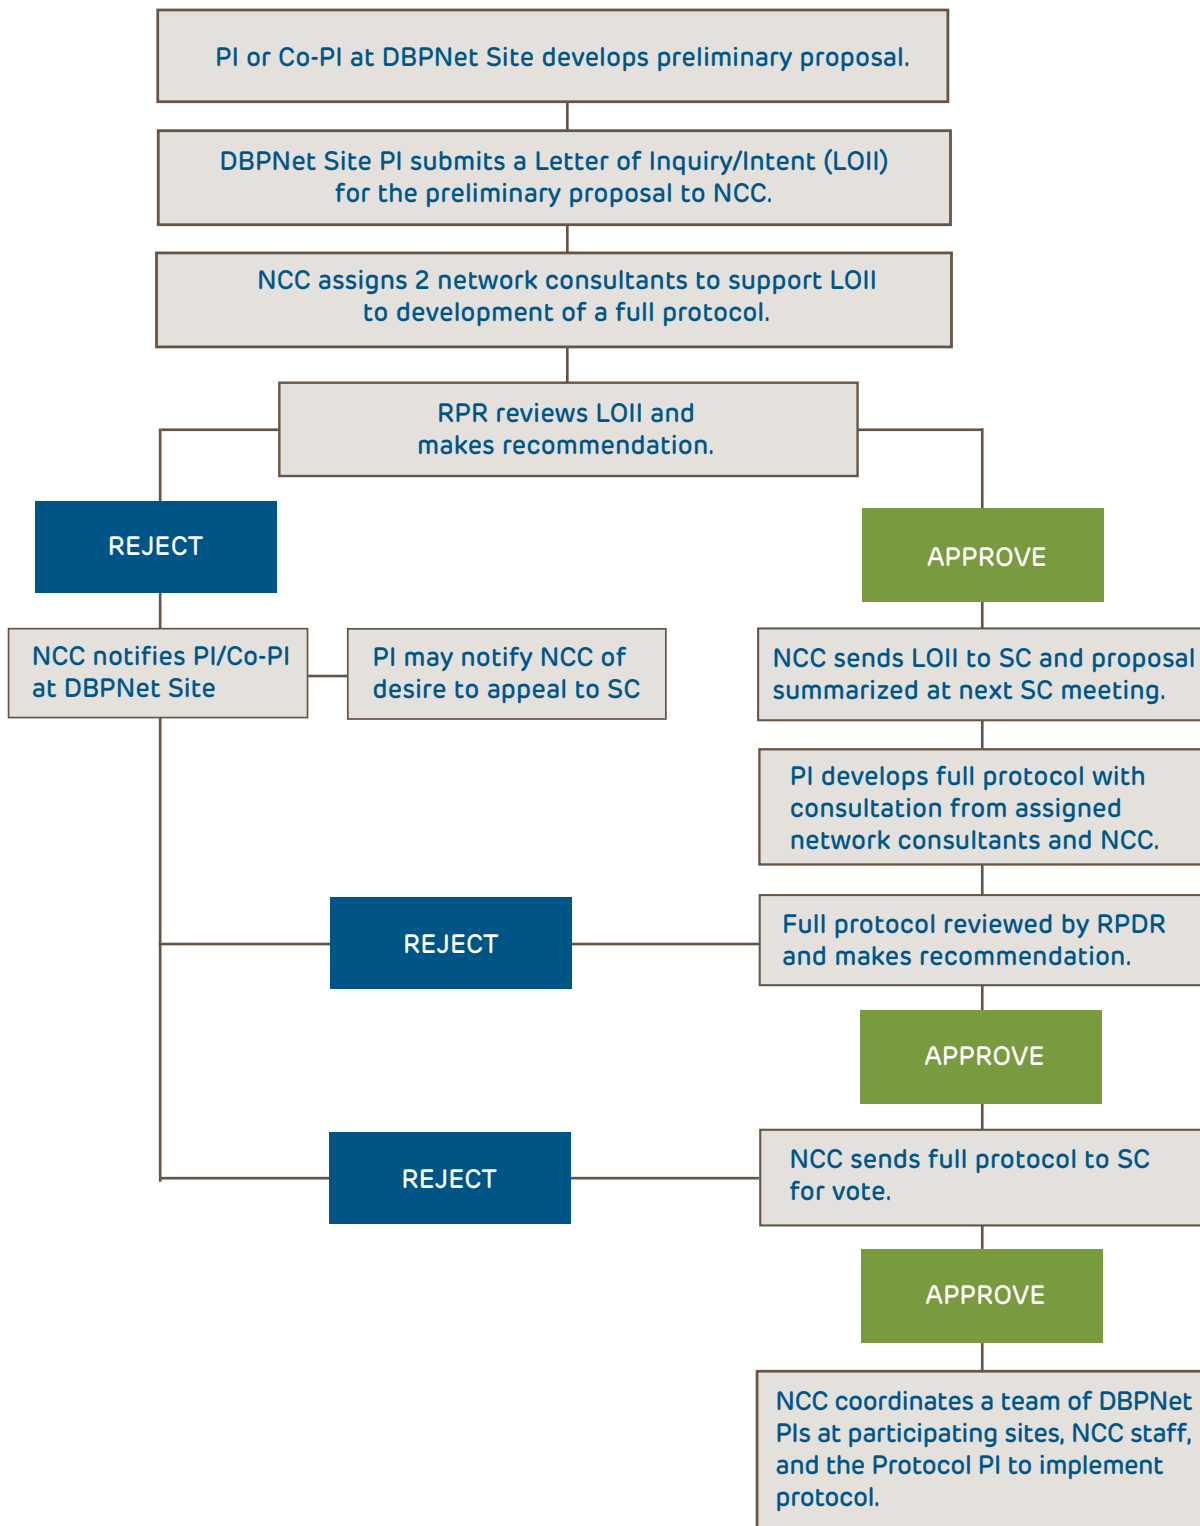 PI or Co-PI at DBPNet Site develops preliminary proposal.
DBPNet Site PI submits a Letter of Inquiry/Intent (LOII)
for the preliminary proposal to NCC.
NCC assigns 2 network consultants to support LOII
to development of a full protocol.
RPR reviews LOII and
makes recommendation.
REJECT
APPROVE
NCC notifies PI/Co-PI
at DBPNet Site
PI may notify NCC of
desire to appeal to SC
NCC sends LOII to SC and proposal
summarized at next SC meeting.
PI develops full protocol with
consultation from assigned
network consultants and NCC.
REJECT
Full protocol reviewed by RPDR
and makes recommendation.
APPROVE
REJECT
NCC sends full protocol to SC
for vote.
APPROVE
NCC coordinates a team of DBPNet
PIs at participating sites, NCC staff,
and the Protocol PI to implement
protocol.